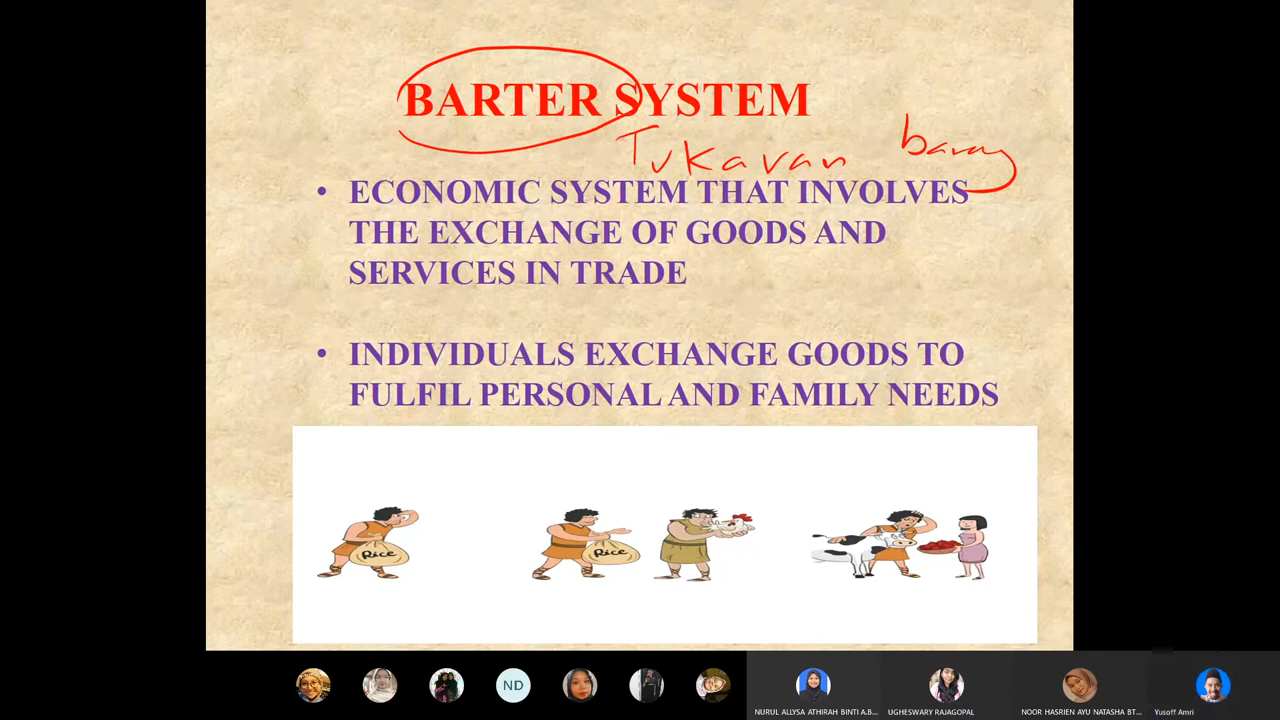 BARTER SYSTEM
Tukaran barang
• ECONOMIC SYSTEM THAT INVOLVES
THE EXCHANGE OF GOODS AND
SERVICES IN TRADE
• INDIVIDUALS EXCHANGE GOODS TO
FULFIL PERSONAL AND FAMILY NEEDS
Rice
Rice
ND
NURUL ALLYSA ATHIRAH BINTI A.B...
UGHESWARY RAJAGOPAL
NOOR HASRIEN AYU NATASHA BT...
Yusoff Amri